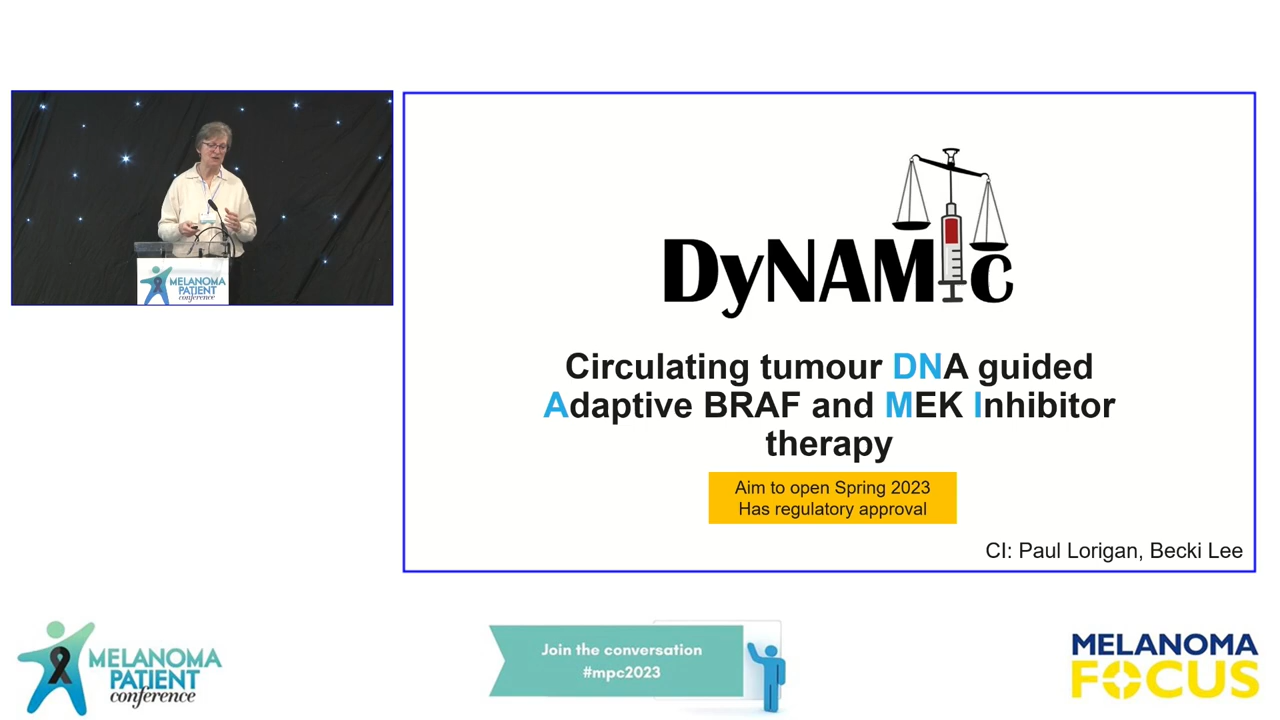 MELANOMA
PATIENT
conference
DyNAMIc
Circulating tumour DNA guided
Adaptive BRAF and MEK Inhibitor
therapy
Aim to open Spring 2023
Has regulatory approval
CI: Paul Lorigan, Becki Lee
MELANOMA
PATIENT
conference
Join the conversation
#mpc2023
MELANOMA
FOCUS